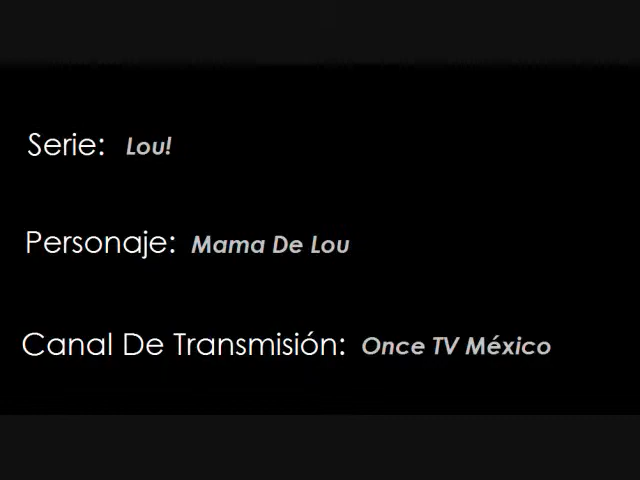 Serie: Lou!
Personaje: Mama De Lou
Canal De Transmisión: Once TV México